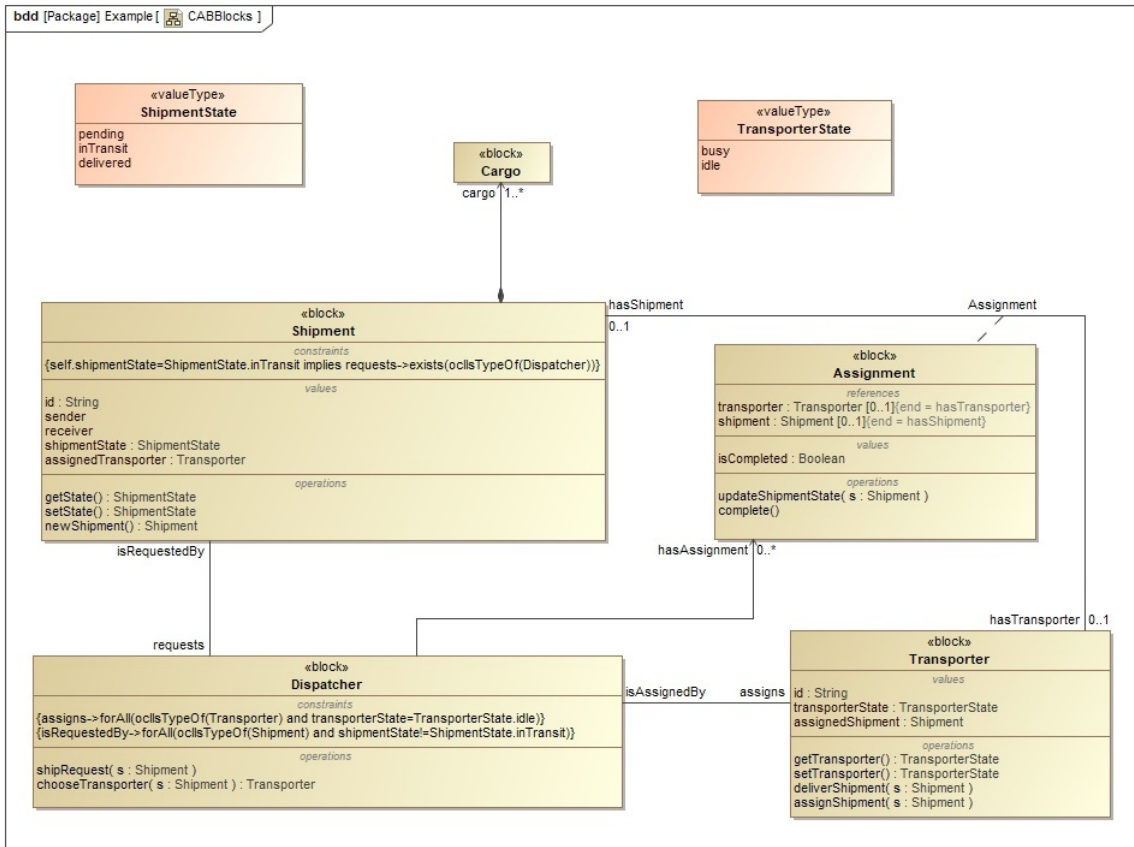 bdd [Package] Example [ CABBlocks ]
«valueType»
ShipmentState
pending
inTransit
delivered
«valueType»
TransporterState
busy
idle
«block»
Cargo
cargo 1..*
«block»
Shipment
constraints
{self.shipmentState=ShipmentState.inTransit implies requests->exists(oclIsTypeOf(Dispatcher))}
values
id : String
sender
receiver
shipmentState : ShipmentState
assignedTransporter : Transporter
operations
getState() : ShipmentState
setState() : ShipmentState
newShipment() : Shipment
hasShipment
0..1
Assignment
«block»
Assignment
references
transporter : Transporter [0..1]{end = hasTransporter}
shipment : Shipment [0..1]{end = hasShipment}
values
isCompleted : Boolean
operations
updateShipmentState( s : Shipment )
complete()
isRequestedBy
hasAssignment 0..*
requests
hasTransporter 0..1
«block»
Dispatcher
constraints
{assigns->forAll(oclIsTypeOf(Transporter) and transporterState=TransporterState.idle)}
{isRequestedBy->forAll(oclIsTypeOf(Shipment) and shipmentState!=ShipmentState.inTransit)}
operations
shipRequest( s : Shipment )
chooseTransporter( s : Shipment ) : Transporter
isAssignedBy
assigns
«block»
Transporter
values
id : String
transporterState : TransporterState
assignedShipment : Shipment
operations
getTransporter() : TransporterState
setTransporter() : TransporterState
deliverShipment( s : Shipment )
assignShipment( s : Shipment )